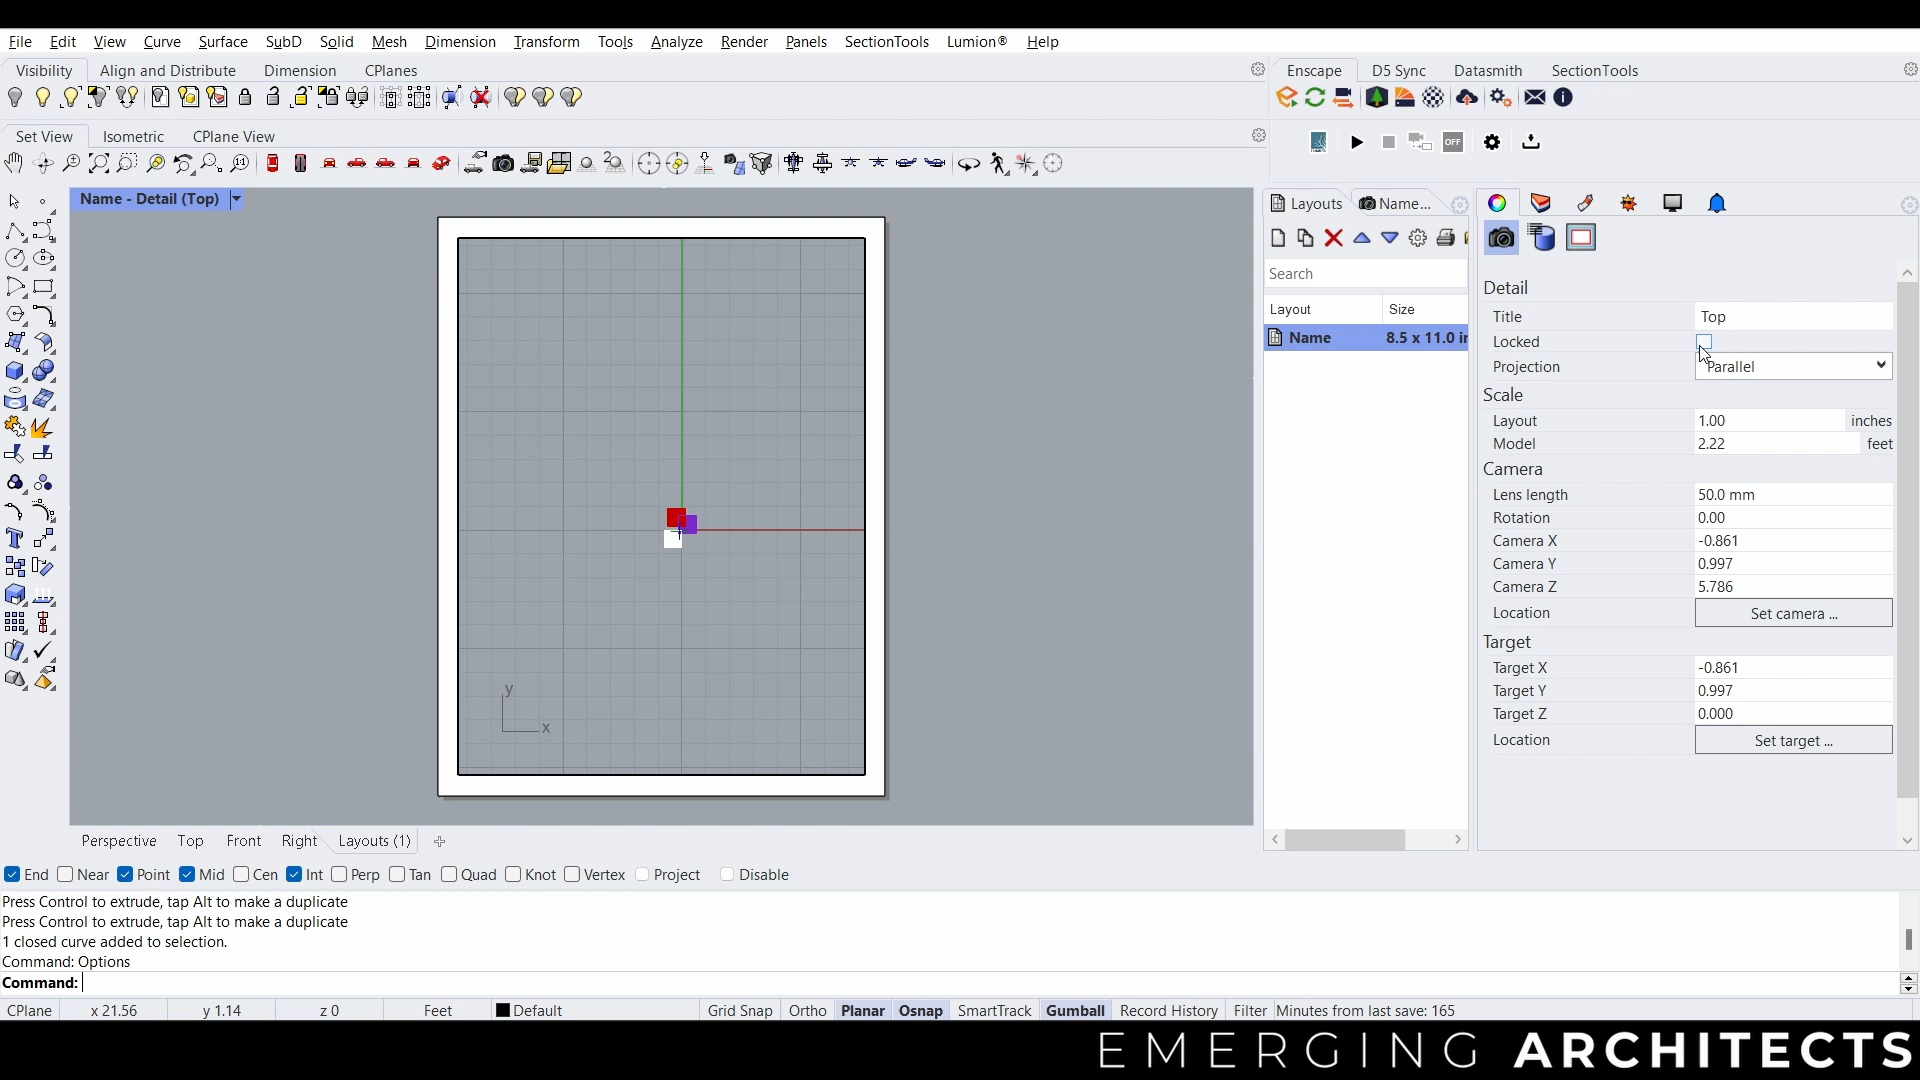 File Edit View Curve Surface SubD Solid Mesh Dimension Transform Tools Analyze Render Panels SectionTools Lumion® Help
Visibility Align and Distribute Dimension CPlanes
Enscape D5 Sync Datasmith SectionTools
Set View Isometric CPlane View
OFF
Name - Detail (Top)
Layouts Name...
Search
Layout Size
Name 8.5 x 11.0 in
Detail
Title Top
Locked
Projection Parallel
Scale
Layout 1.00 inches
Model 2.22 feet
Camera
Lens length 50.0 mm
Rotation 0.00
Camera X -0.861
Camera Y 0.997
Camera Z 5.786
Location Set camera ...
Target
Target X -0.861
Target Y 0.997
Target Z 0.000
Location Set target ...
y
x
Perspective Top Front Right Layouts (1)
End Near Point Mid Cen Int Perp Tan Quad Knot Vertex Project Disable
Press Control to extrude, tap Alt to make a duplicate
Press Control to extrude, tap Alt to make a duplicate
1 closed curve added to selection.
Command: Options
Command:
CPlane x 21.56 y 1.14 z 0 Feet Default Grid Snap Ortho Planar Osnap SmartTrack Gumball Record History Filter Minutes from last save: 165
EMERGING ARCHITECTS